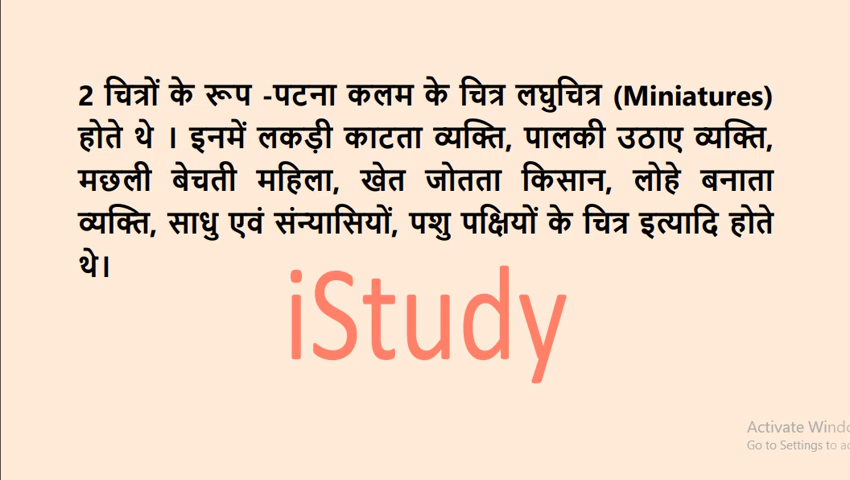 2 चित्रों के रूप -पटना कलम के चित्र लघुचित्र (Miniatures)
होते थे । इनमें लकड़ी काटता व्यक्ति, पालकी उठाए व्यक्ति,
मछली बेचती महिला, खेत जोतता किसान, लोहे बनाता
व्यक्ति, साधु एवं संन्यासियों, पशु पक्षियों के चित्र इत्यादि होते
थे।
iStudy
Activate Windo
Go to Settings to ac